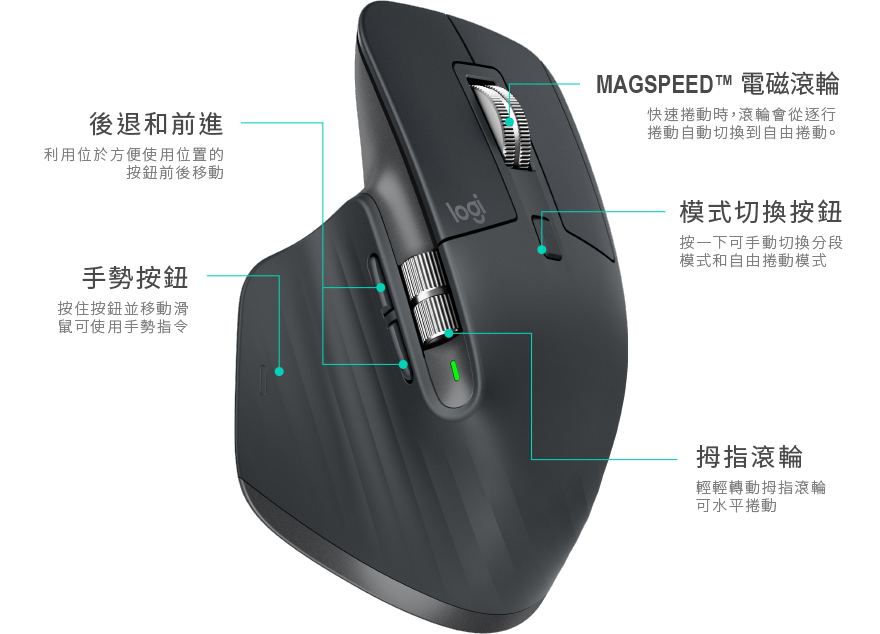 MAGSPEED™ 電磁滾輪
快速捲動時，滾輪會從逐行
捲動自動切換到自由捲動。
後退和前進
利用位於方便使用位置的
按鈕前後移動
logi
模式切換按鈕
按一下可手動切換分段
模式和自由捲動模式
手勢按鈕
按住按鈕並移動滑
鼠可使用手勢指令
拇指滾輪
輕輕轉動拇指滾輪
可水平捲動